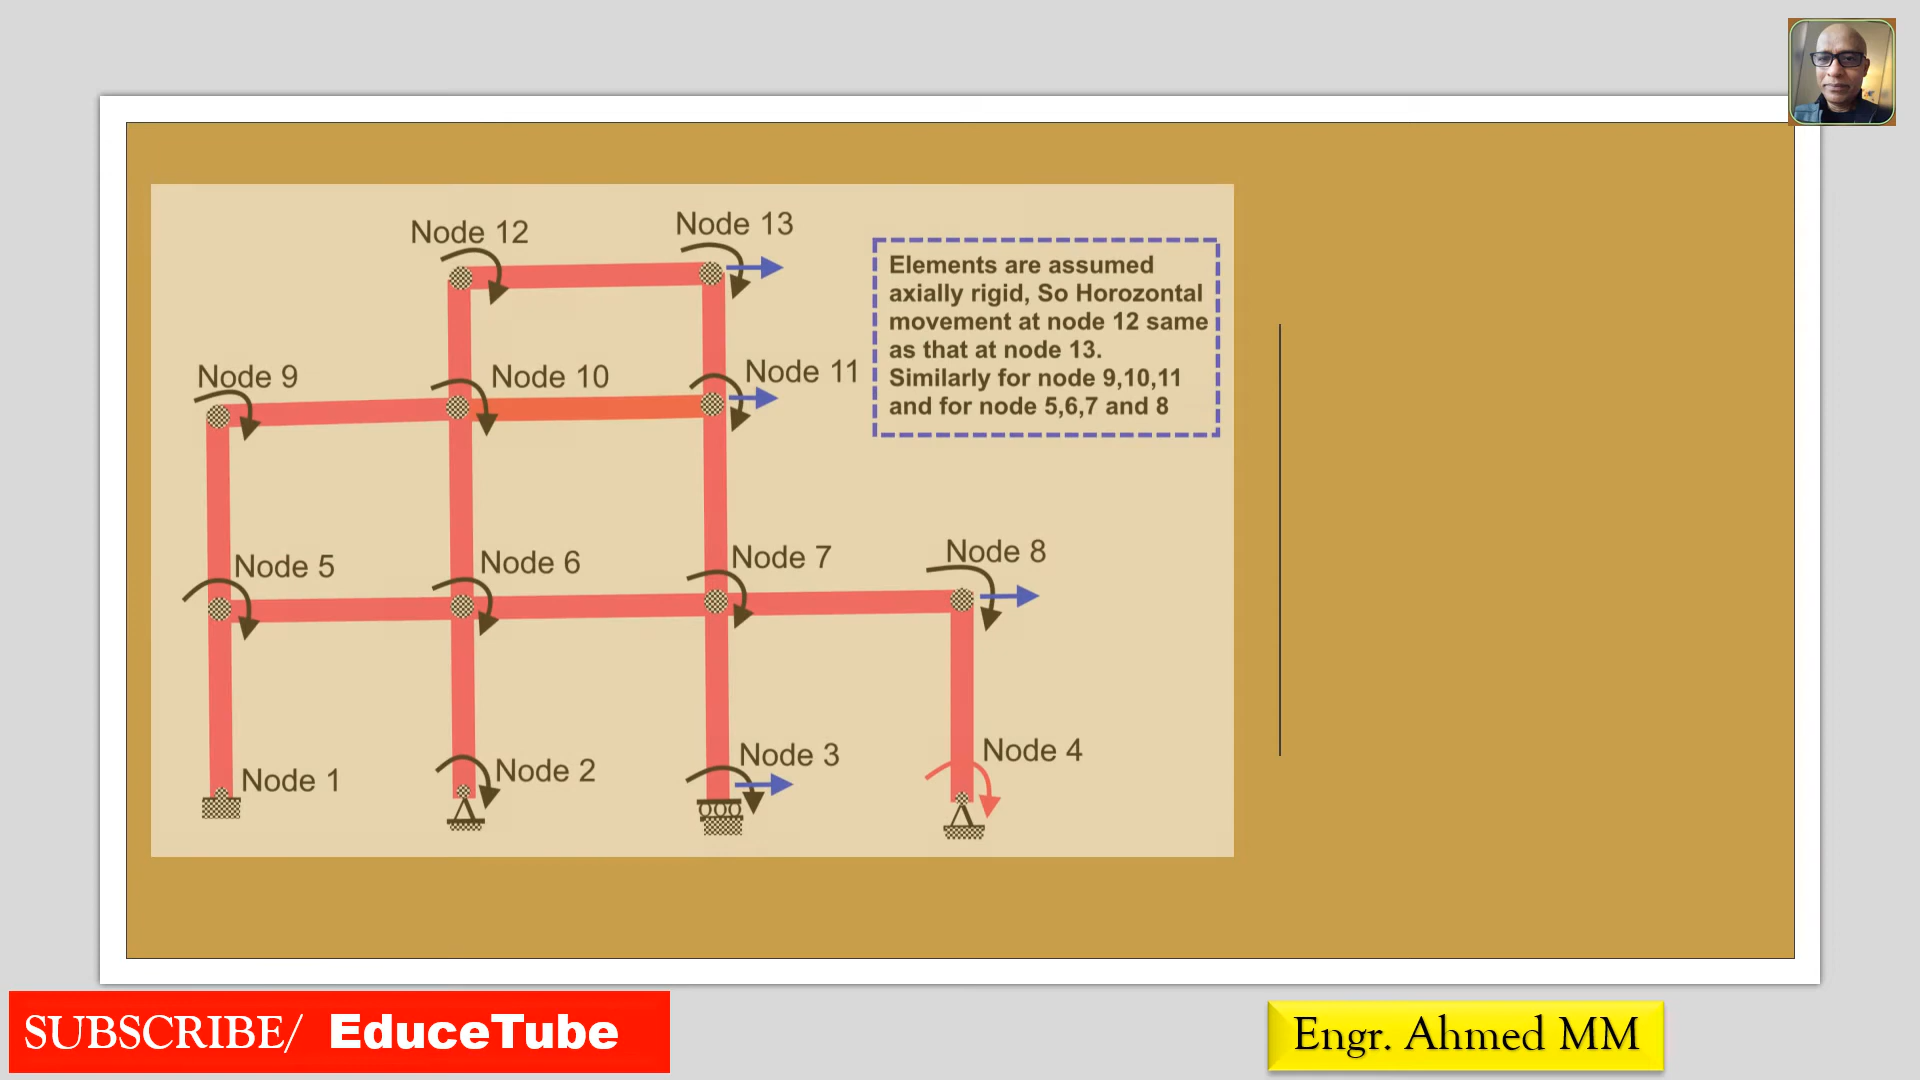 Node 12
Node 13
Elements are assumed
axially rigid, So Horozontal
movement at node 12 same
as that at node 13.
Similarly for node 9,10,11
and for node 5,6,7 and 8
Node 9
Node 10
Node 11
Node 5
Node 6
Node 7
Node 8
Node 1
Node 2
Node 3
Node 4
SUBSCRIBE/ EduceTube
Engr. Ahmed MM